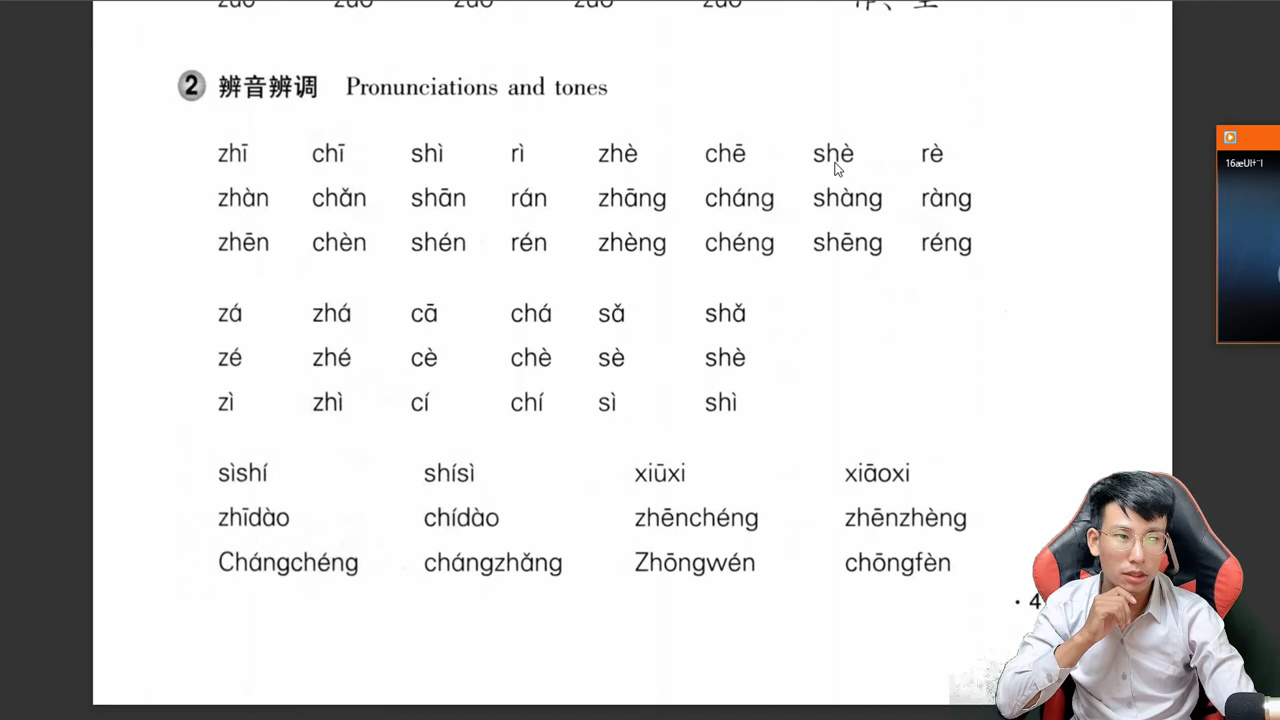 2 辨音辨调 Pronunciations and tones
zhī chī shì rì zhè chē shè rè
zhàn chǎn shān rán zhāng cháng shàng ràng
zhēn chèn shén rén zhèng chéng shēng réng
zá zhá cā chá sǎ shǎ
zé zhé cè chè sè shè
zì zhì cí chí sì shì
sìshí shísì xiūxi xiāoxi
zhīdào chídào zhēnchéng zhēnzhèng
Chángchéng chángzhǎng Zhōngwén chōngfèn